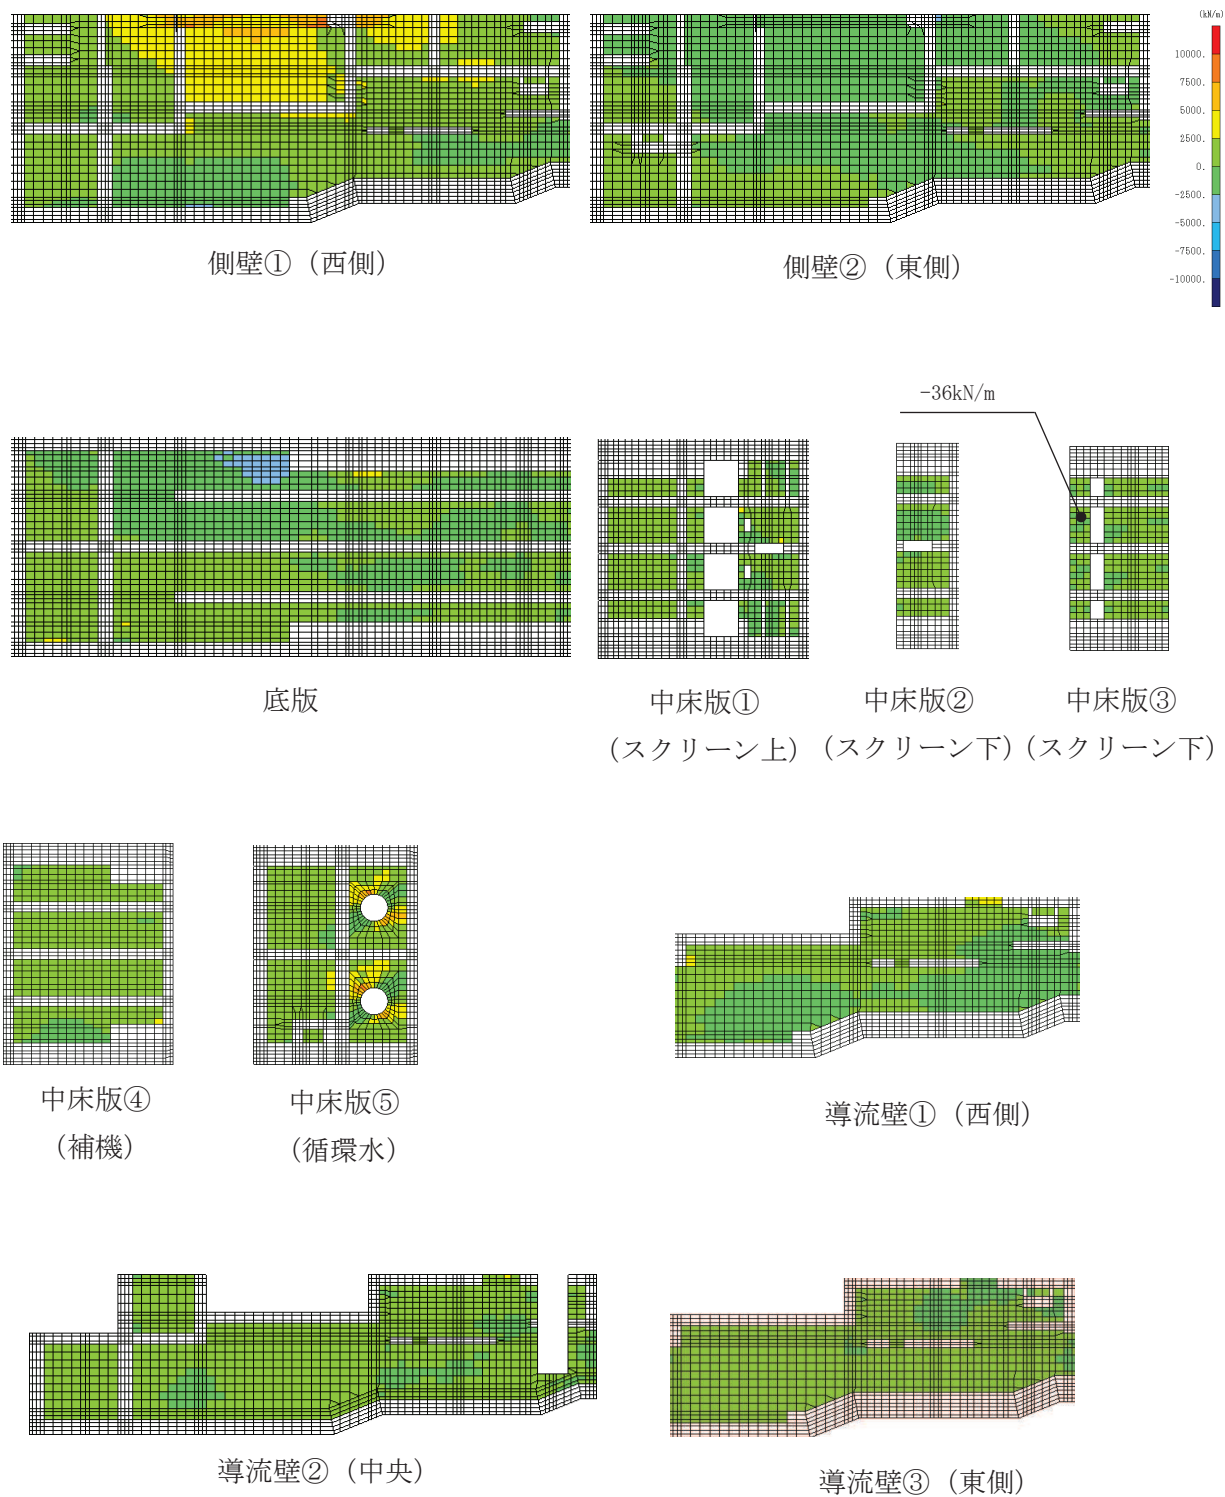 (kN/m)
10000.
7500.
5000.
2500.
0.
-2500.
-5000.
-7500.
-10000.
側壁①（西側）
側壁②（東側）
-36kN/m
底版
中床版①
（スクリーン上）
中床版②
（スクリーン下）
中床版③
（スクリーン下）
中床版④
（補機）
中床版⑤
（循環水）
導流壁①（西側）
導流壁②（中央）
導流壁③（東側）